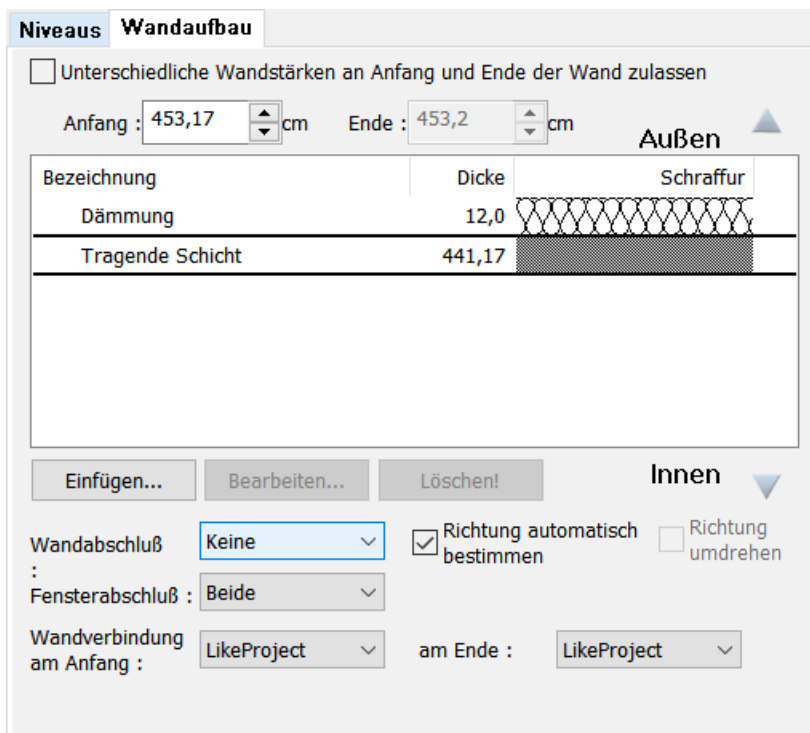 Niveaus Wandaufbau
Unterschiedliche Wandstärken an Anfang und Ende der Wand zulassen
Anfang : 453,17 cm Ende : 453,2 cm
Außen
Bezeichnung Dicke Schraffur
Dämmung 12,0
Tragende Schicht 441,17
Einfügen... Bearbeiten... Löschen! Innen
Wandabschluß
:
Keine
Richtung automatisch
bestimmen
Richtung
umdrehen
Fensterabschluß : Beide
Wandverbindung
am Anfang :
LikeProject am Ende : LikeProject